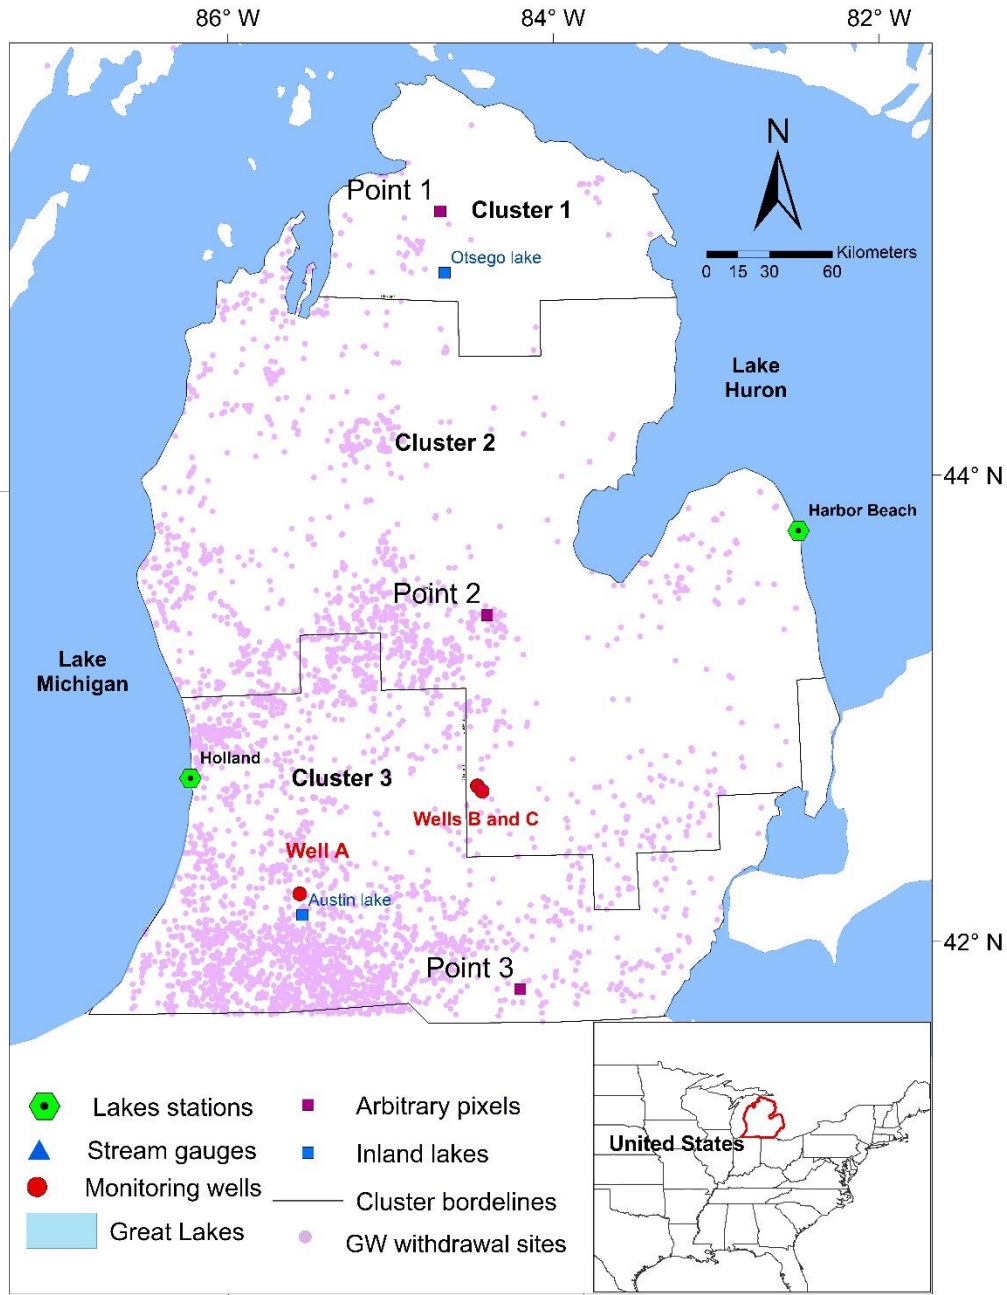 86° W
84° W
82° W
N
Point 1
Cluster 1
Kilometers
0 15 30 60
Otsego lake
Lake
Huron
Cluster 2
44° N
Harbor Beach
Point 2
Lake
Michigan
Holland
Cluster 3
Wells B and C
Well A
Austin lake
42° N
Point 3
Lakes stations
Stream gauges
Monitoring wells
Great Lakes
Arbitrary pixels
Inland lakes
Cluster bordelines
GW withdrawal sites
United States